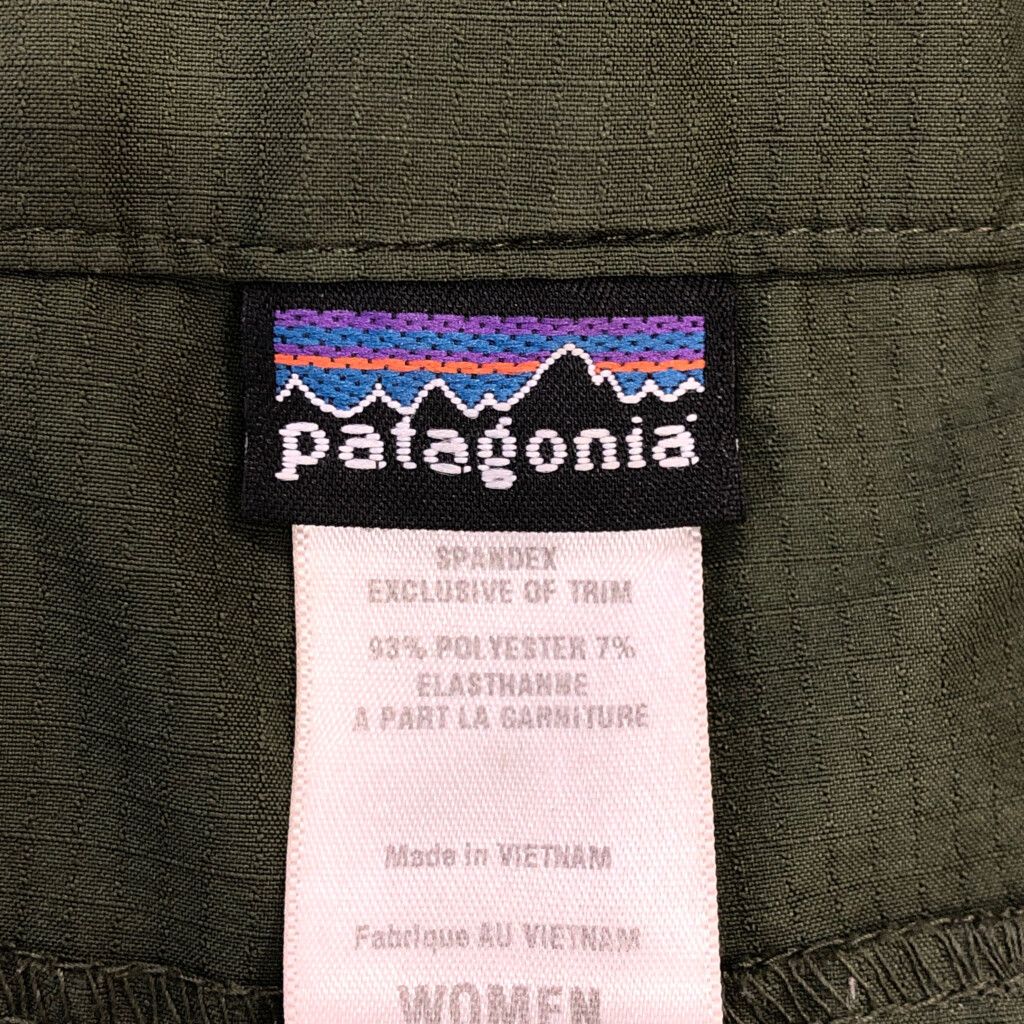 patagonia
SPANDEX
EXCLUSIVE OF TRIM
93% POLYESTER 7%
ELASTHANNE
A PART LA GARNITURE
Made in VIETNAM
Fabrique AU VIETNAM
WOMEN